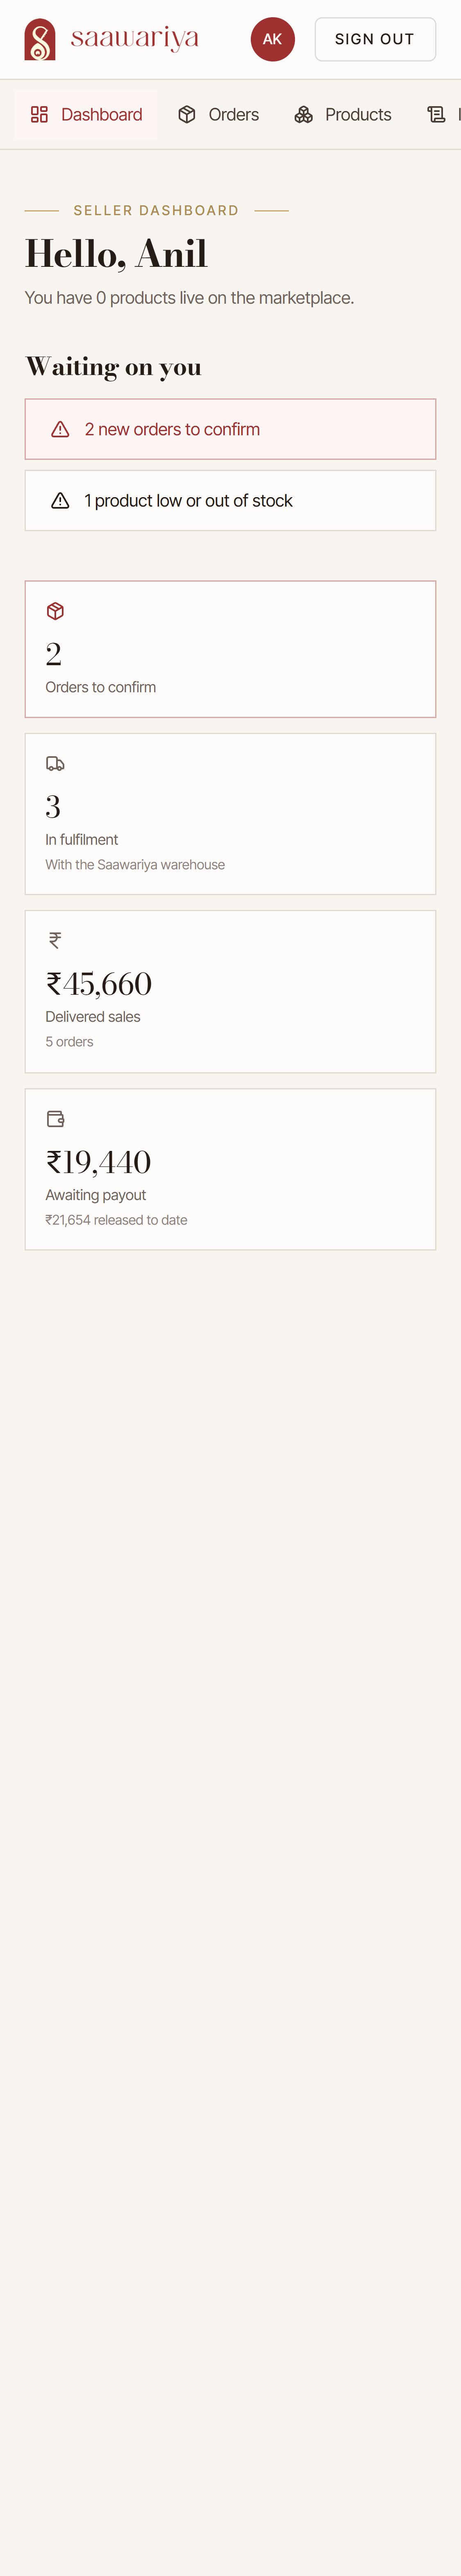 saawariya
AK
SIGN OUT
Dashboard
Orders
Products
SELLER DASHBOARD
Hello, Anil
You have 0 products live on the marketplace.
Waiting on you
2 new orders to confirm
1 product low or out of stock
2
Orders to confirm
3
In fulfilment
With the Saawariya warehouse
₹45,660
Delivered sales
5 orders
₹19,440
Awaiting payout
₹21,654 released to date